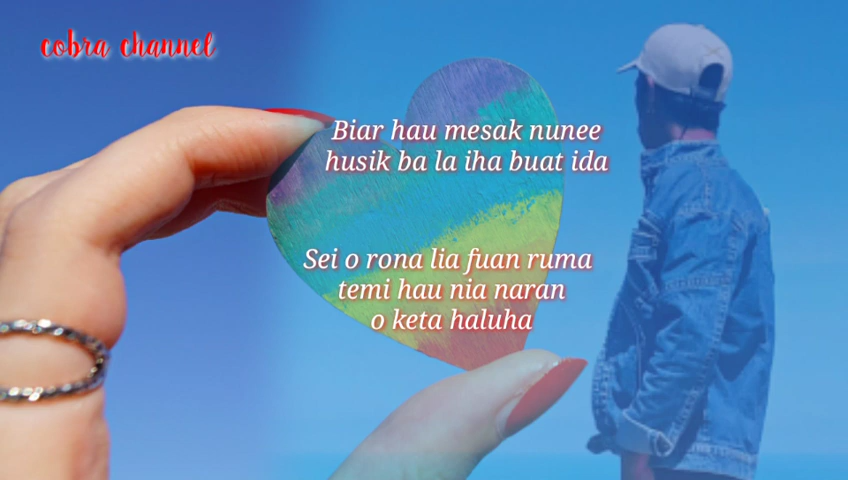 cobra channel
Biar hau mesak nunee
husik ba la iha buat ida
Sei o rona lia fuan ruma
temi hau nia naran
o keta haluha